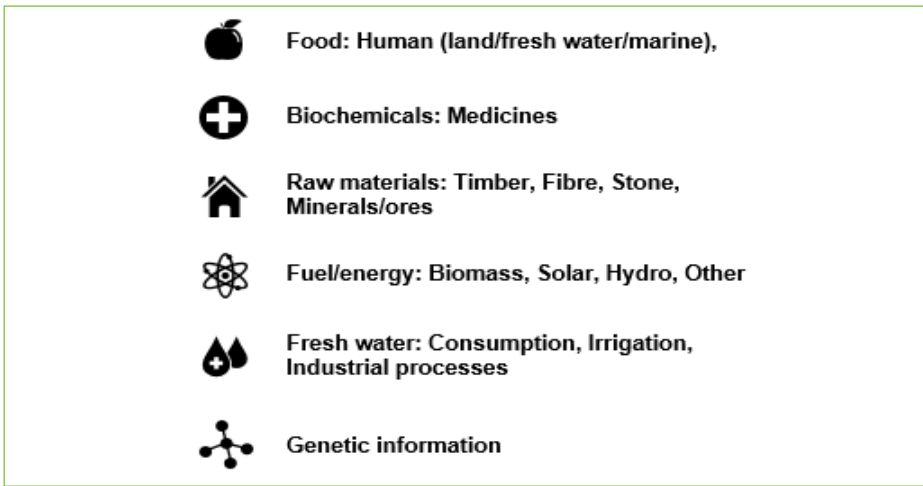 Food: Human (land/fresh water/marine),
Biochemicals: Medicines
Raw materials: Timber, Fibre, Stone,
Minerals/ores
Fuel/energy: Biomass, Solar, Hydro, Other
Fresh water: Consumption, Irrigation,
Industrial processes
Genetic information